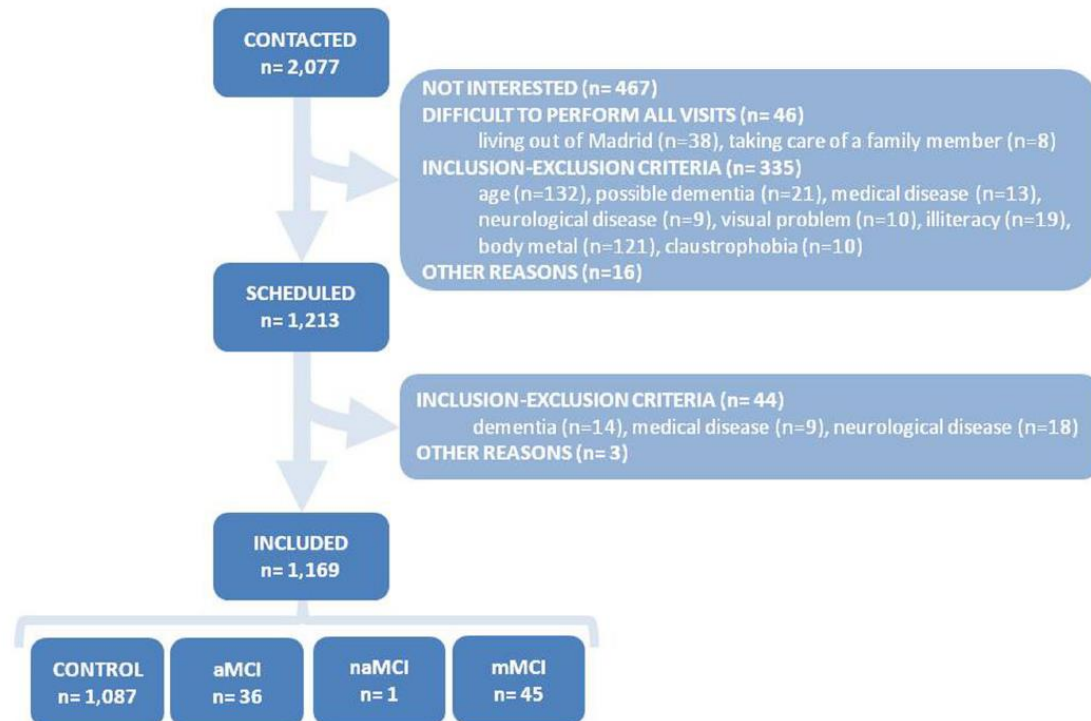 CONTACTED
n= 2,077
NOT INTERESTED (n= 467)
DIFFICULT TO PERFORM ALL VISITS (n= 46)
living out of Madrid (n=38), taking care of a family member (n=8)
INCLUSION-EXCLUSION CRITERIA (n= 335)
age (n=132), possible dementia (n=21), medical disease (n=13),
neurological disease (n=9), visual problem (n=10), illiteracy (n=19),
body metal (n=121), claustrophobia (n=10)
OTHER REASONS (n=16)
SCHEDULED
n= 1,213
INCLUSION-EXCLUSION CRITERIA (n= 44)
dementia (n=14), medical disease (n=9), neurological disease (n=18)
OTHER REASONS (n= 3)
INCLUDED
n= 1,169
CONTROL
n= 1,087
aMCI
n= 36
naMCI
n= 1
mMCI
n= 45